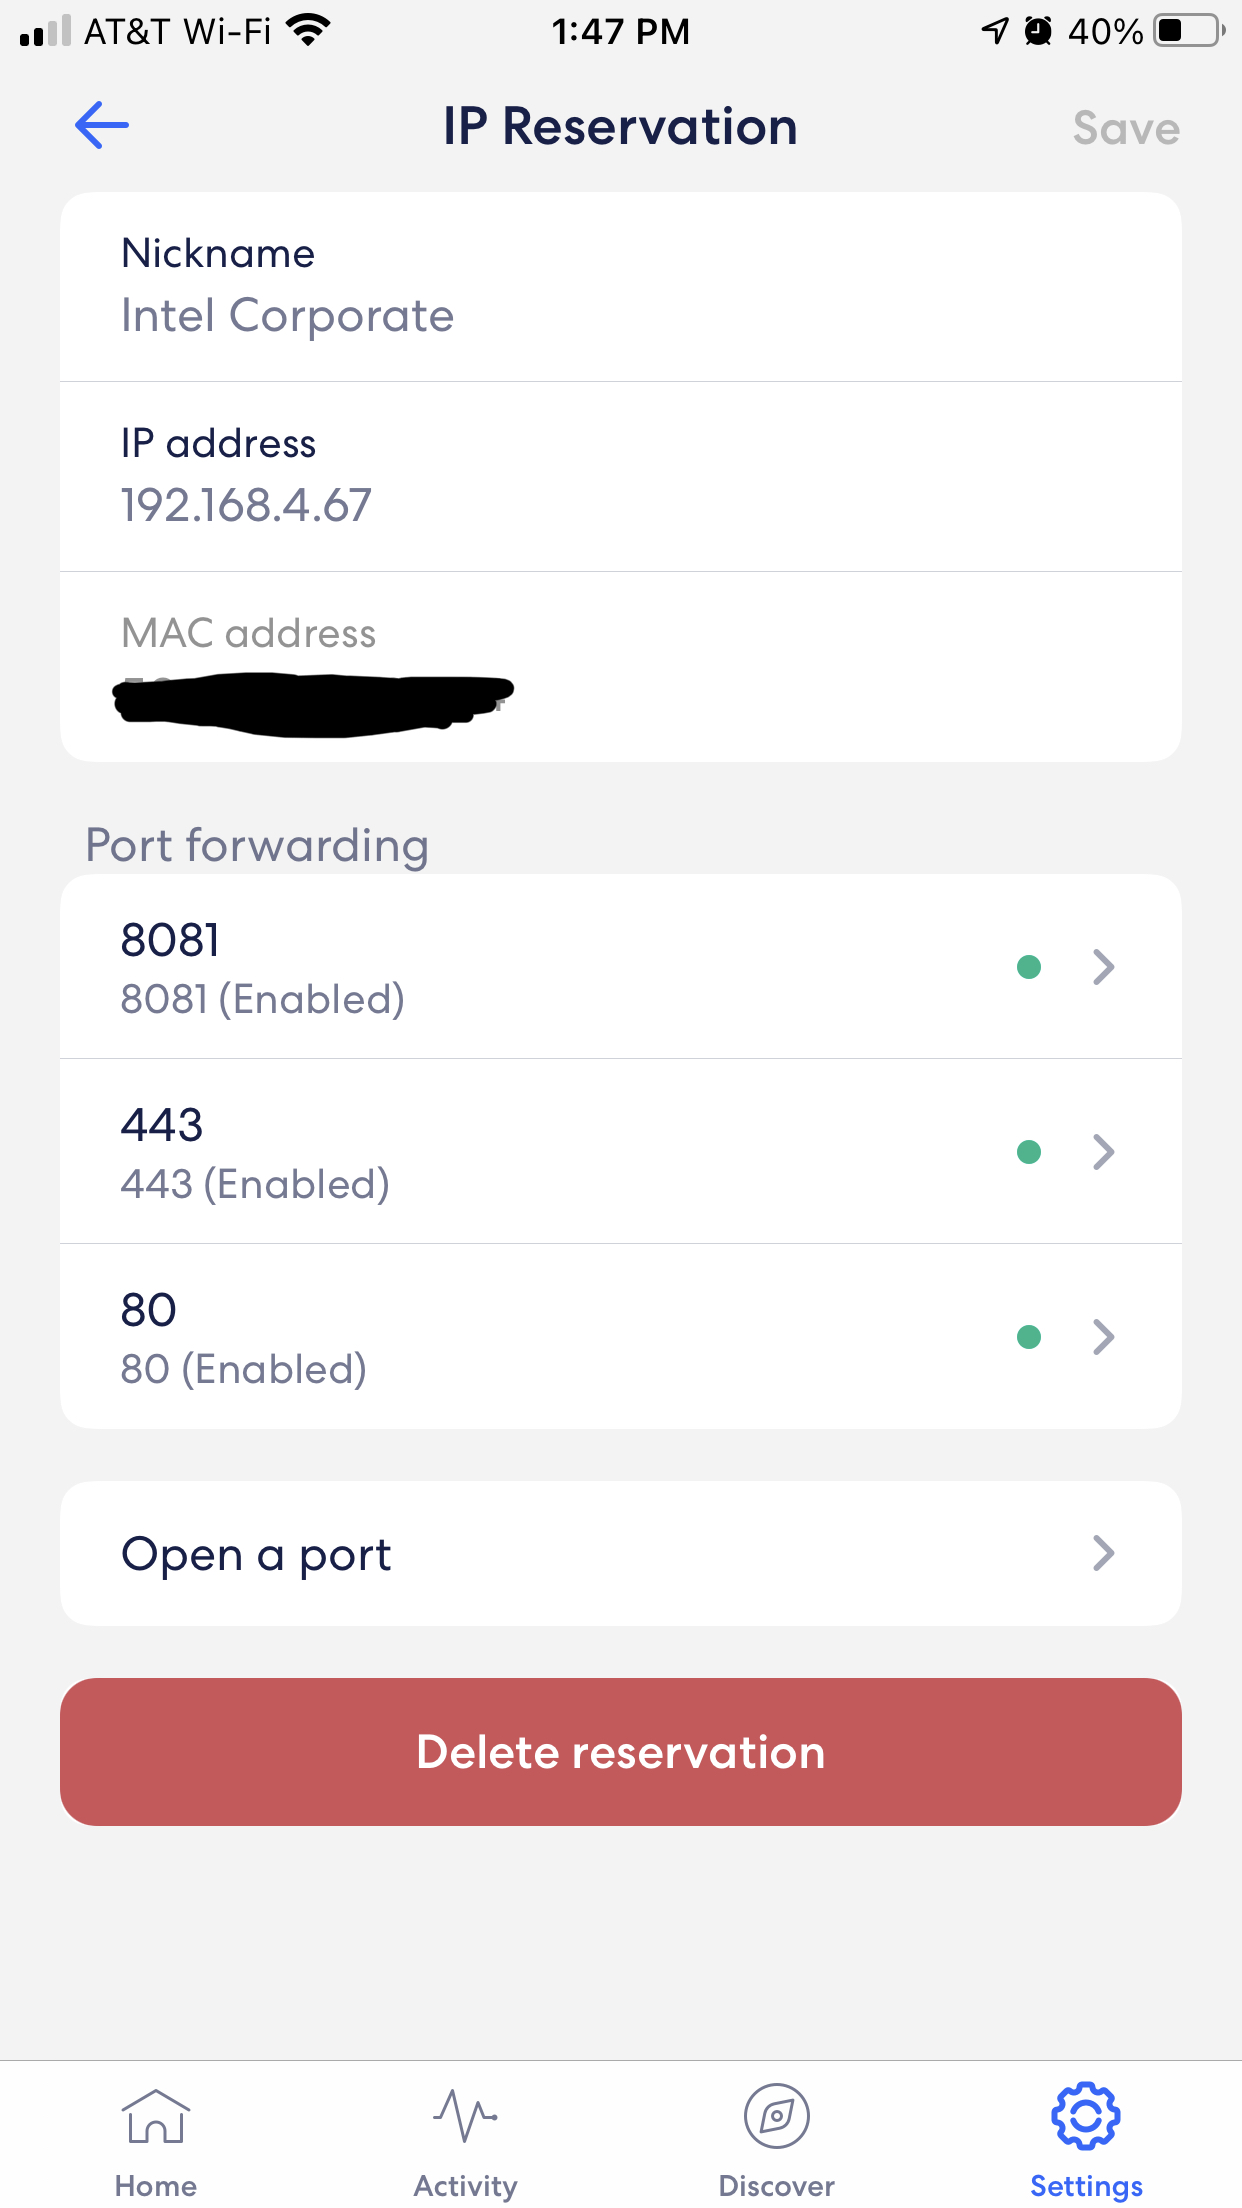 AT&T Wi-Fi 1:47 PM 40%
IP Reservation Save
Nickname
Intel Corporate
IP address
192.168.4.67
MAC address
Port forwarding
8081
8081 (Enabled)
443
443 (Enabled)
80
80 (Enabled)
Open a port
Delete reservation
Home Activity Discover Settings